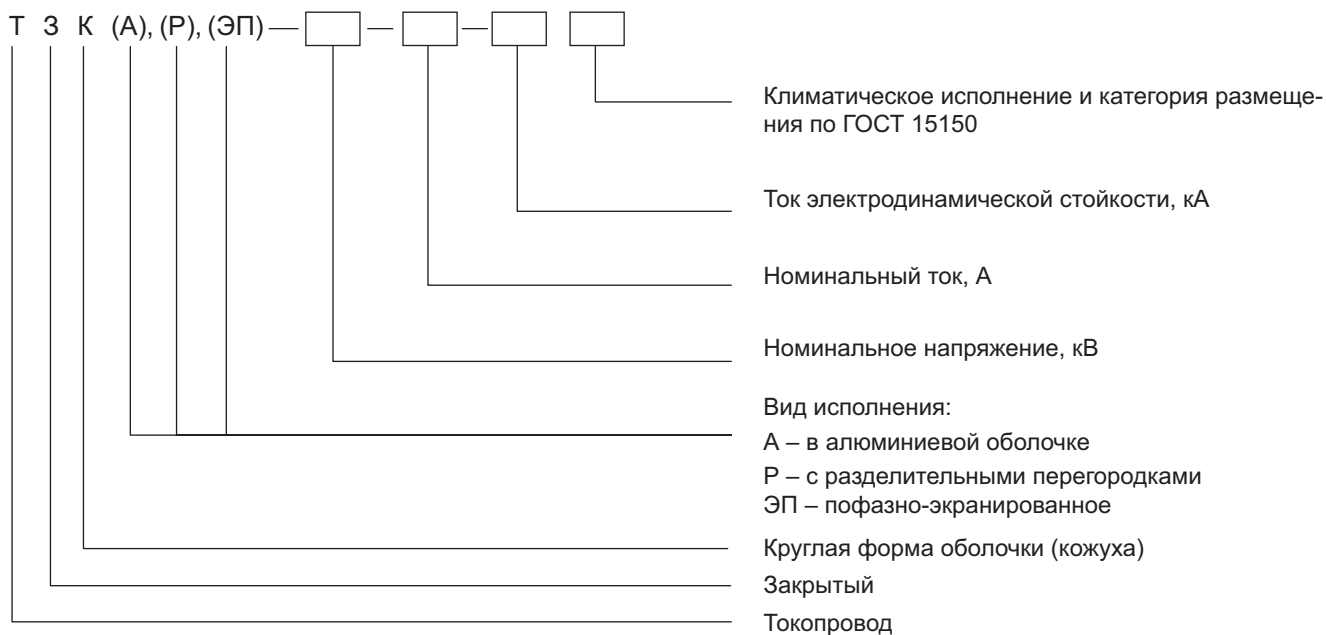 Т З К (А), (Р), (ЭП) — — —
Климатическое исполнение и категория размеще-
ния по ГОСТ 15150
Ток электродинамической стойкости, кА
Номинальный ток, А
Номинальное напряжение, кВ
Вид исполнения:
А – в алюминиевой оболочке
Р – с разделительными перегородками
ЭП – пофазно-экранированное
Круглая форма оболочки (кожуха)
Закрытый
Токопровод